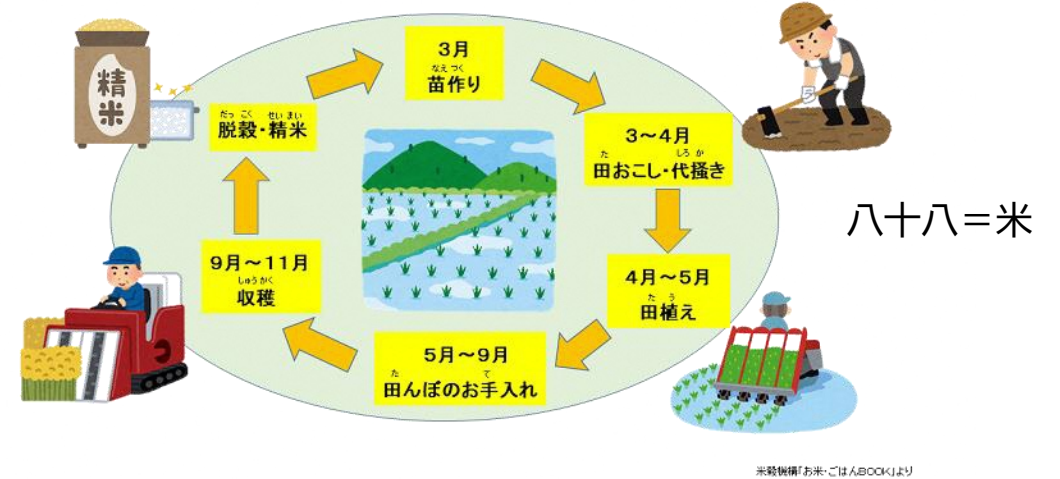 3月
なえづく
苗作り
3〜4月
た しろか
田おこし・代掻き
4月〜5月
た う
田植え
5月〜9月
た て
田んぼのお手入れ
9月〜11月
しゅうかく
収穫
だっこく せいまい
脱穀・精米
精米
八十八=米
米穀機構「お米・ごはんBOOK」より